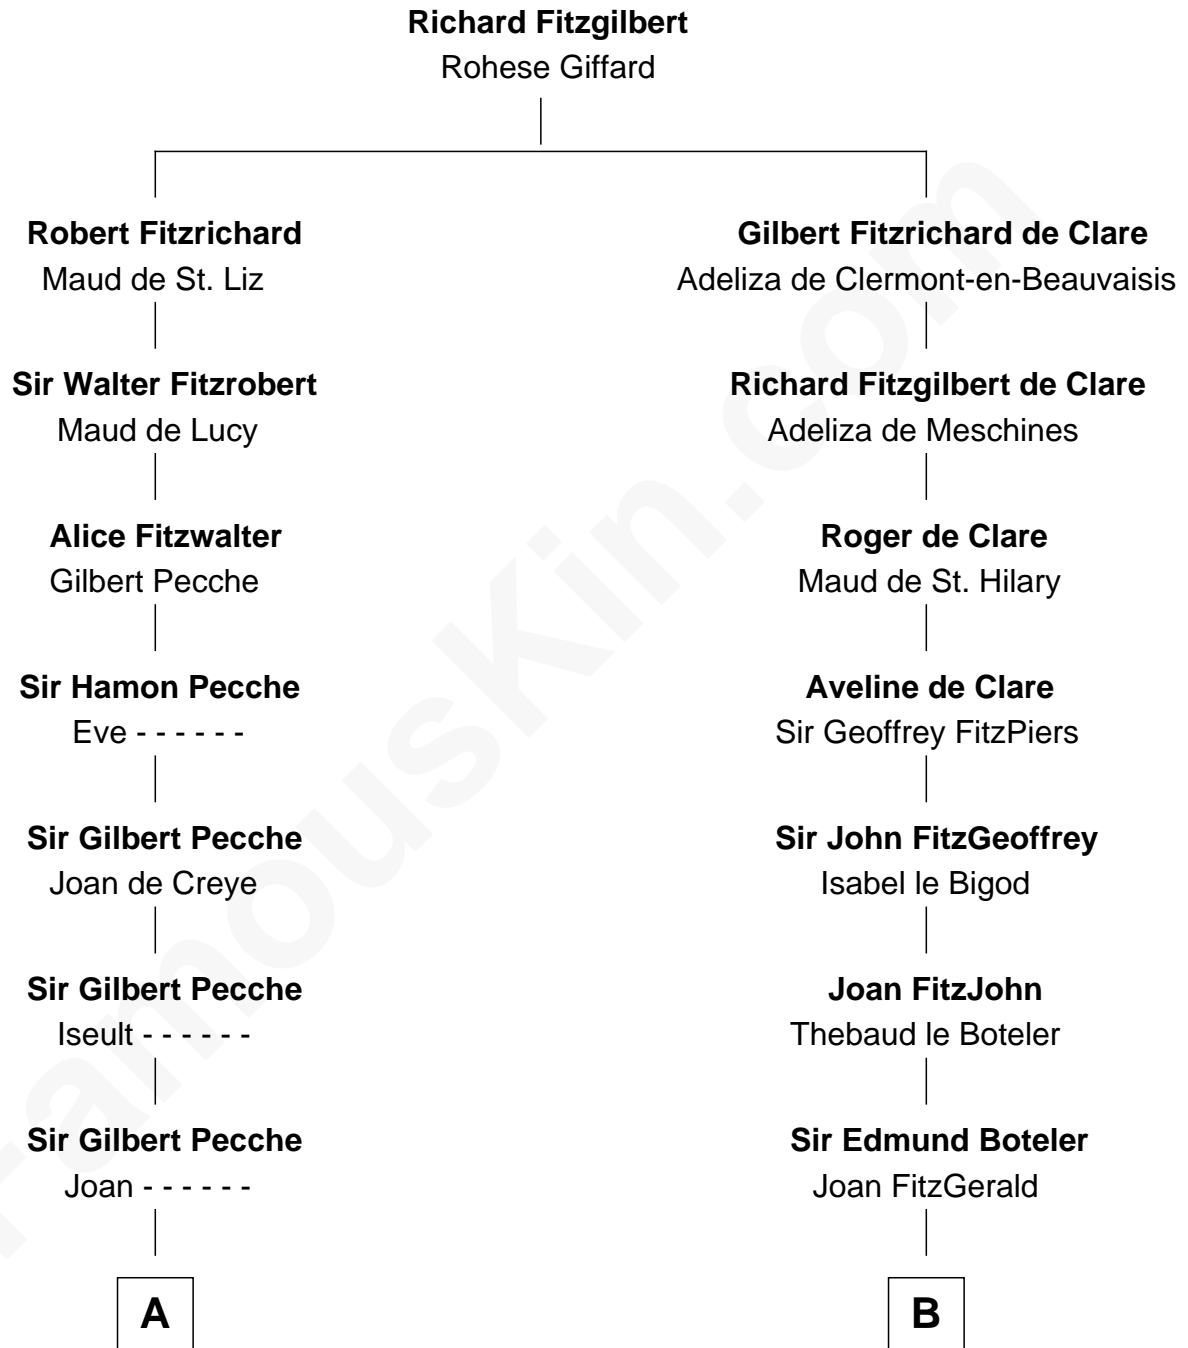 Richard Fitzgilbert
Rohese Giffard
Robert Fitzrichard
Maud de St. Liz
Gilbert Fitzrichard de Clare
Adeliza de Clermont-en-Beauvaisis
Sir Walter Fitzrobert
Maud de Lucy
Richard Fitzgilbert de Clare
Adeliza de Meschines
Alice Fitzwalter
Gilbert Pecche
Roger de Clare
Maud de St. Hilary
Sir Hamon Pecche
Eve - - - - - -
Aveline de Clare
Sir Geoffrey FitzPiers
Sir Gilbert Pecche
Joan de Creye
Sir John FitzGeoffrey
Isabel le Bigod
Sir Gilbert Pecche
Iseult - - - - - -
Joan FitzJohn
Thebaud le Boteler
Sir Gilbert Pecche
Joan - - - - - -
Sir Edmund Boteler
Joan FitzGerald
A
B
FamousKin.com